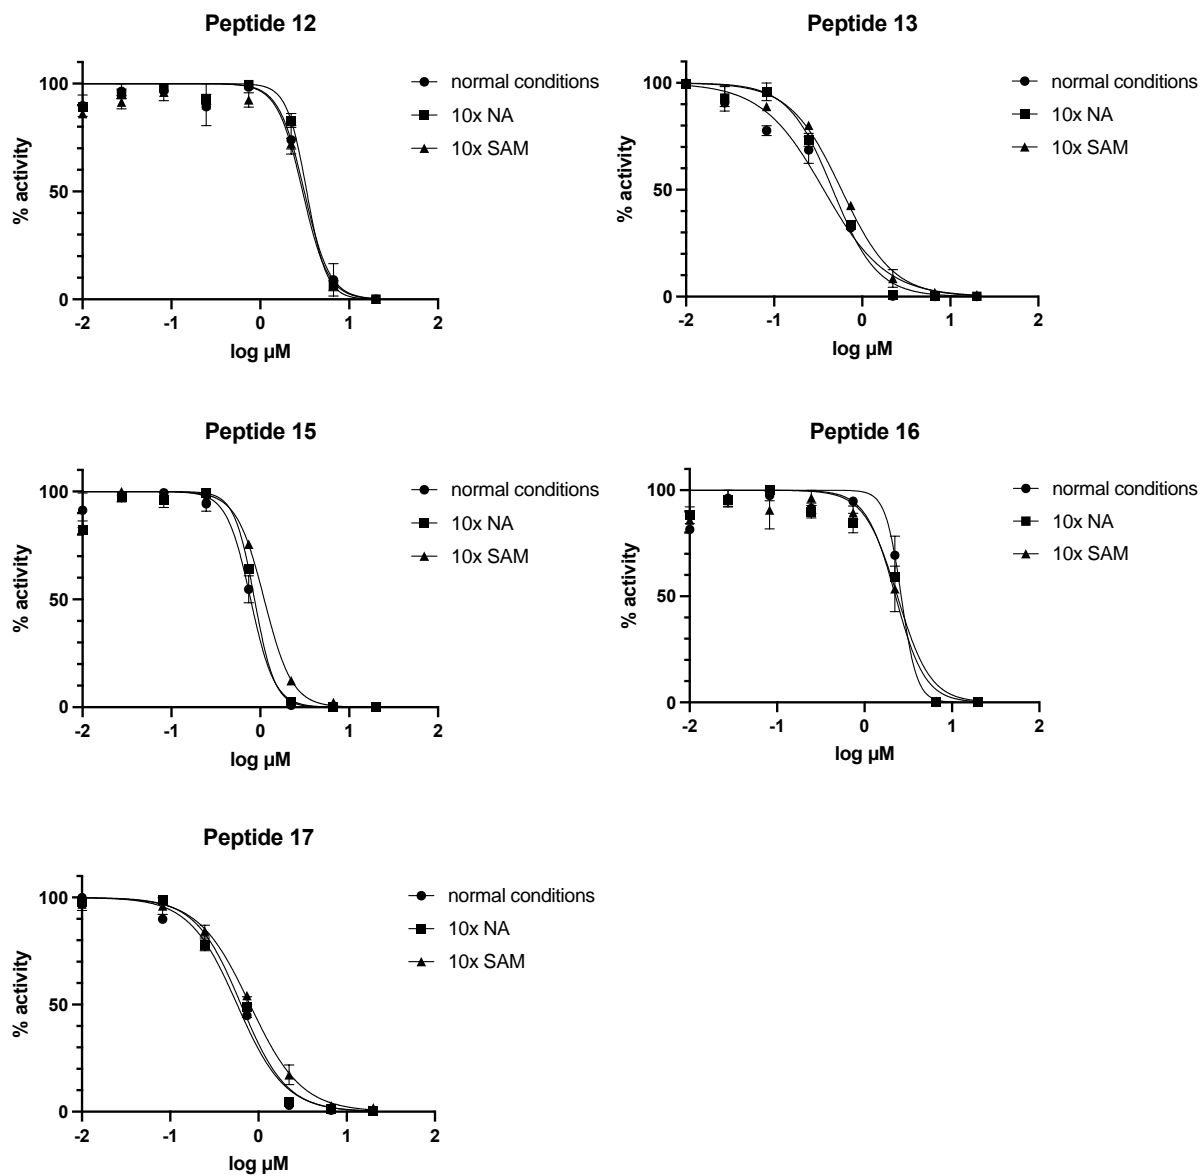 Peptide 12
100
50
0
% activity
-2 -1 0 1 2
log µM
normal conditions
10x NA
10x SAM
Peptide 13
100
50
0
% activity
-2 -1 0 1 2
log µM
normal conditions
10x NA
10x SAM
Peptide 15
100
50
0
% activity
-2 -1 0 1 2
log µM
normal conditions
10x NA
10x SAM
Peptide 16
100
50
0
% activity
-2 -1 0 1 2
log µM
normal conditions
10x NA
10x SAM
Peptide 17
100
50
0
% activity
-2 -1 0 1 2
log µM
normal conditions
10x NA
10x SAM